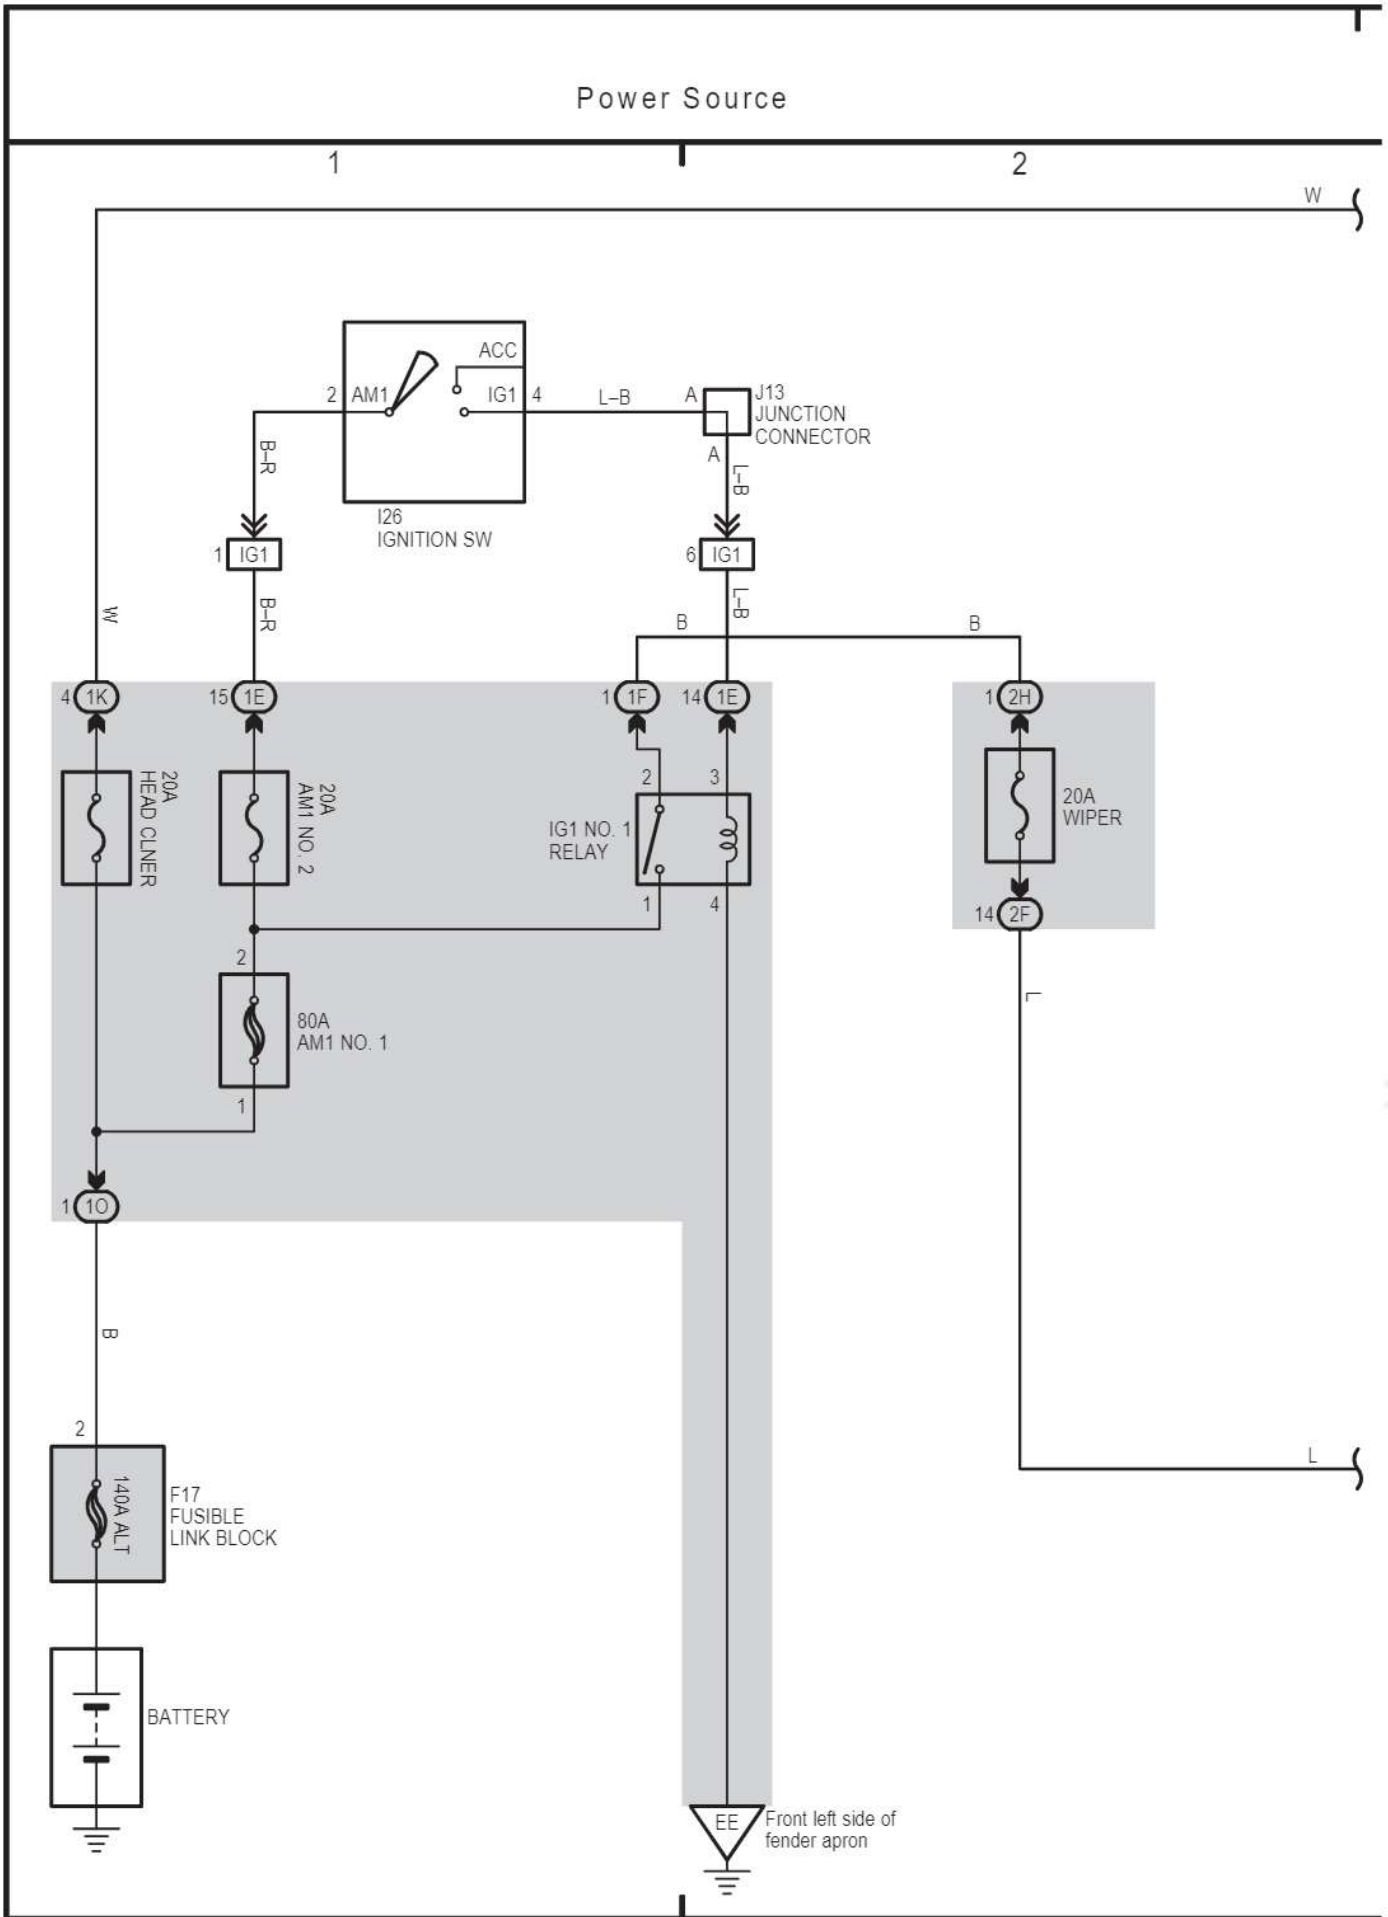 Power Source
1
2
W
ACC
2
AM1
IG1
4
L–B
A
J13
JUNCTION
CONNECTOR
B–R
A
L–B
I26
IGNITION SW
1
IG1
6
IG1
W
B–R
L–B
B
B
4
1K
15
1E
1
1F
14
1E
1
2H
20A
HEAD CLNER
20A
AM1 NO. 2
2
3
IG1 NO. 1
RELAY
20A
WIPER
1
4
14
2F
2
80A
AM1 NO. 1
1
L
1
1O
B
2
140A ALT
F17
FUSIBLE
LINK BLOCK
L
BATTERY
EE
Front left side of
fender apron